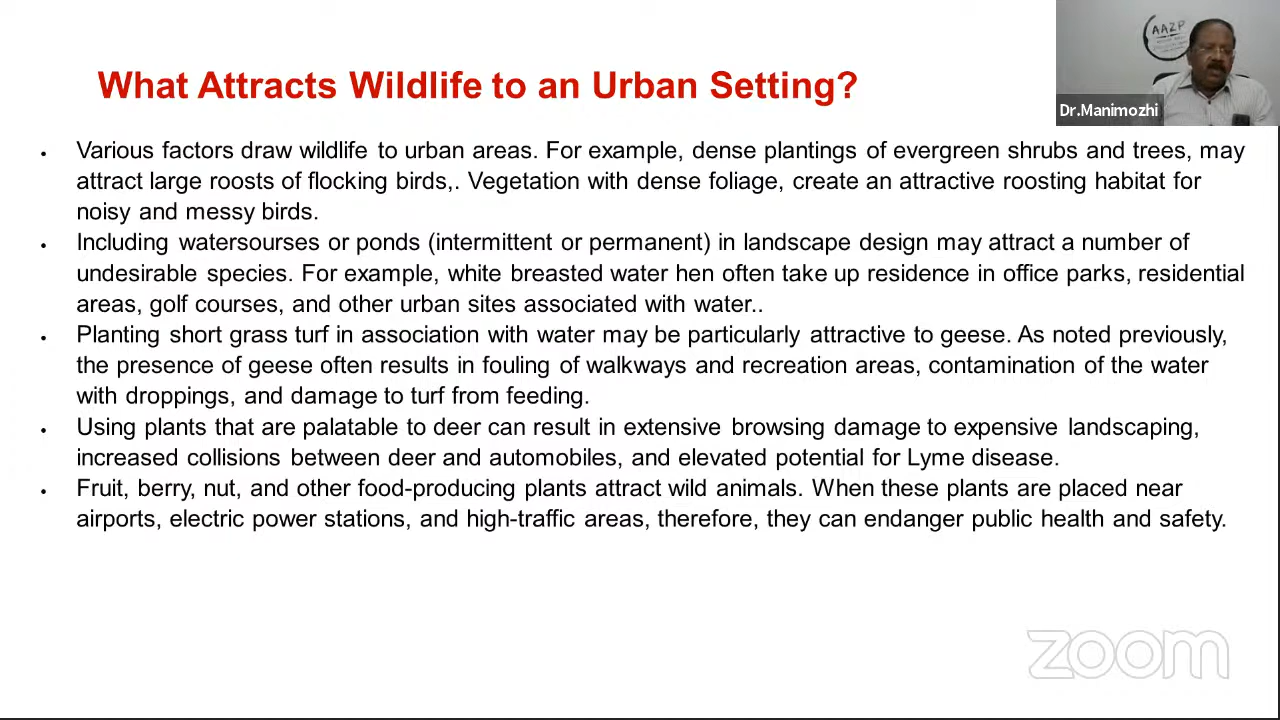 AAZP
Dr.Manimozhi
What Attracts Wildlife to an Urban Setting?
• Various factors draw wildlife to urban areas. For example, dense plantings of evergreen shrubs and trees, may
attract large roosts of flocking birds,. Vegetation with dense foliage, create an attractive roosting habitat for
noisy and messy birds.
• Including watersourses or ponds (intermittent or permanent) in landscape design may attract a number of
undesirable species. For example, white breasted water hen often take up residence in office parks, residential
areas, golf courses, and other urban sites associated with water..
• Planting short grass turf in association with water may be particularly attractive to geese. As noted previously,
the presence of geese often results in fouling of walkways and recreation areas, contamination of the water
with droppings, and damage to turf from feeding.
• Using plants that are palatable to deer can result in extensive browsing damage to expensive landscaping,
increased collisions between deer and automobiles, and elevated potential for Lyme disease.
• Fruit, berry, nut, and other food-producing plants attract wild animals. When these plants are placed near
airports, electric power stations, and high-traffic areas, therefore, they can endanger public health and safety.
zoom